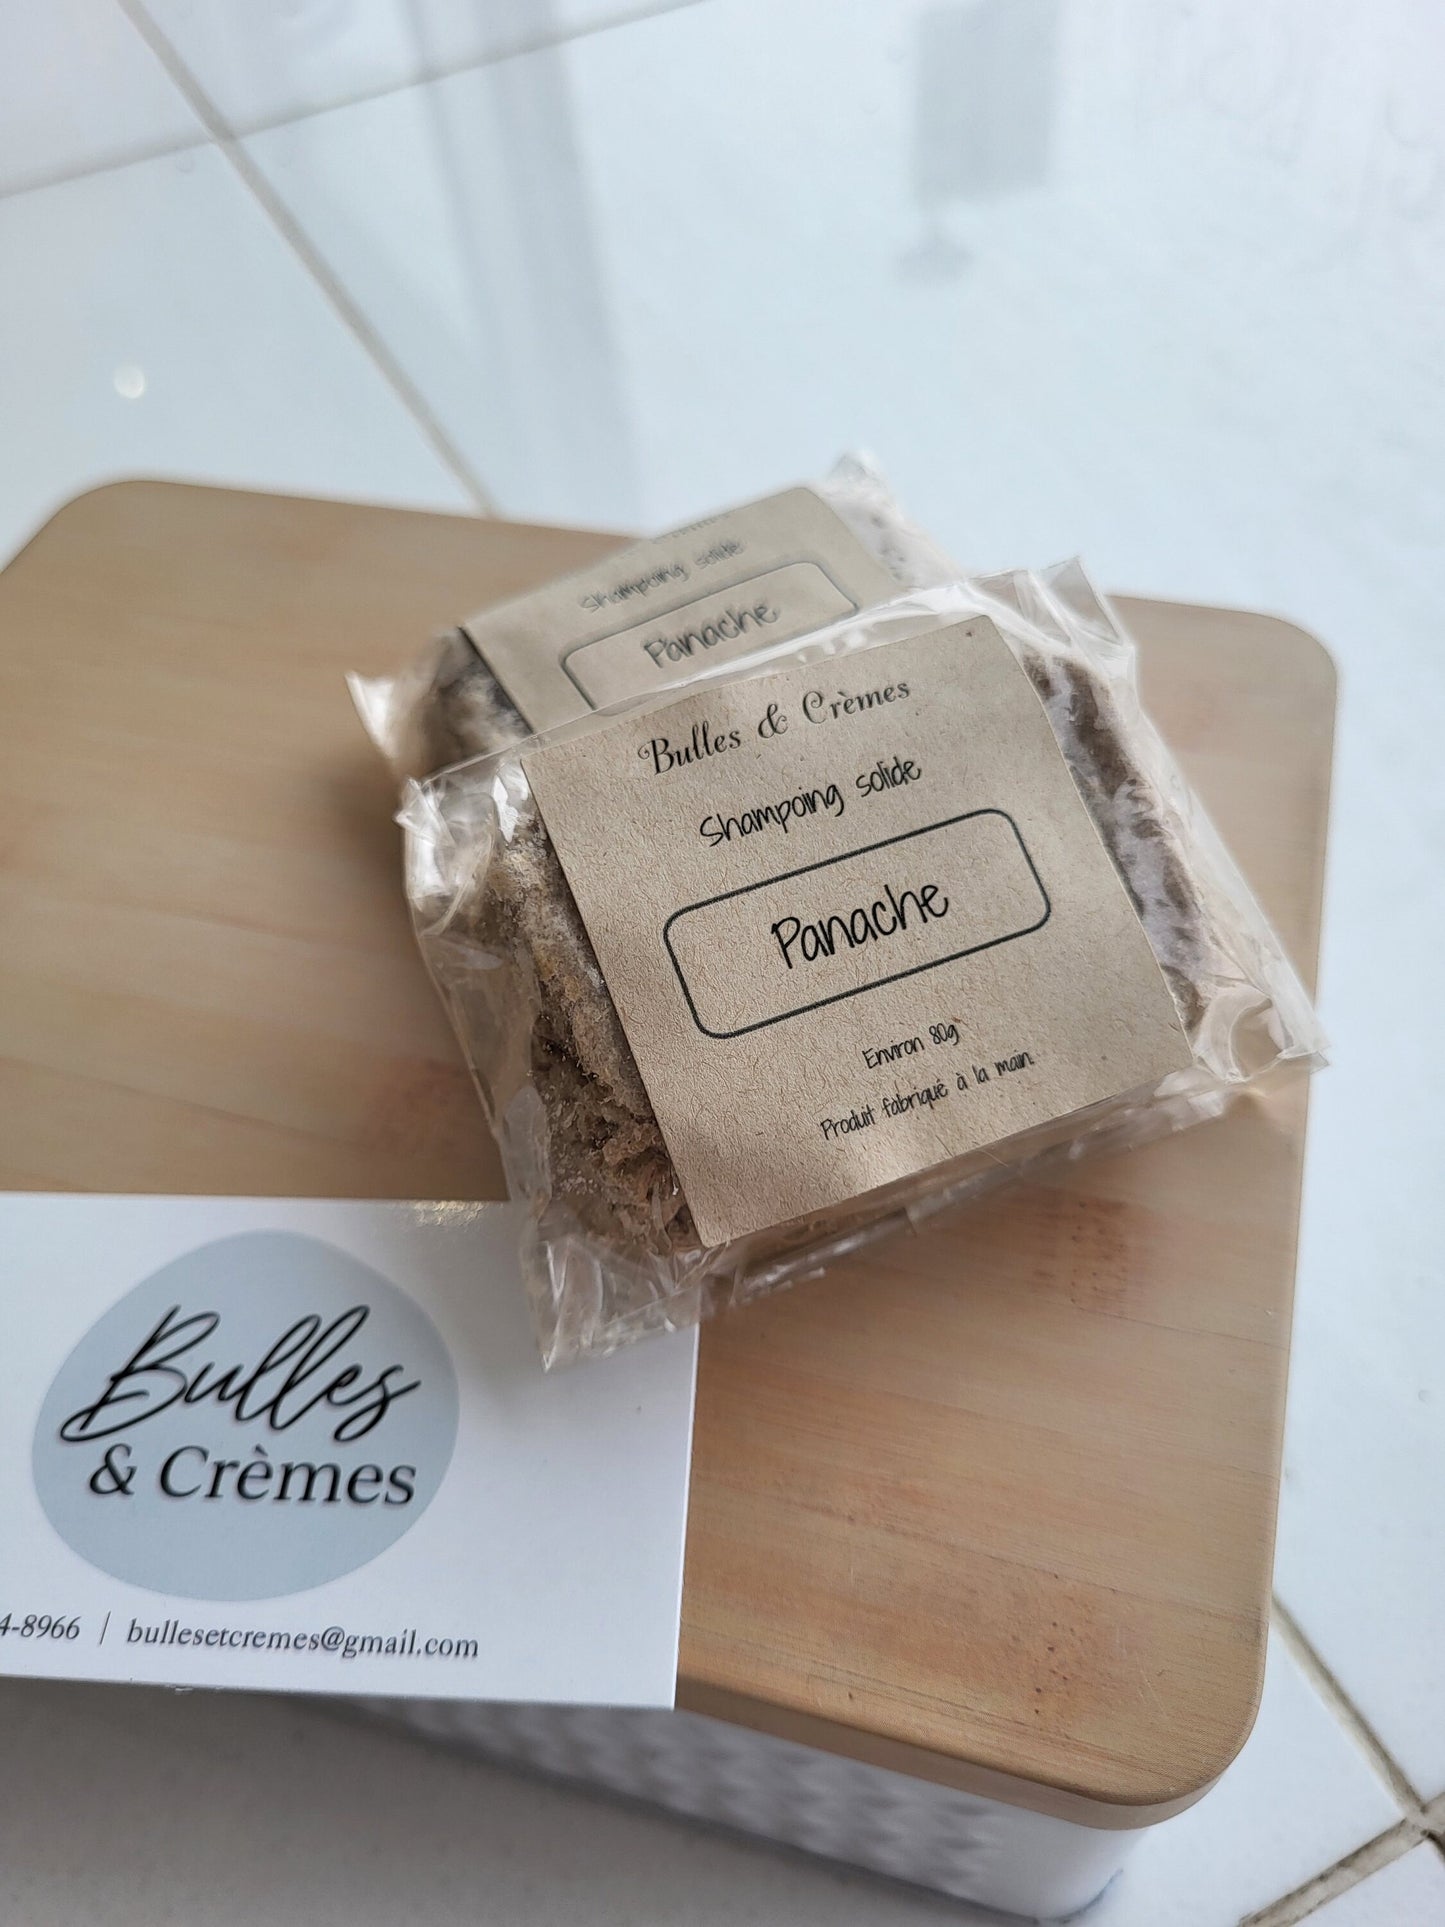 Shampoing solide
Panache
Bulles & Crèmes
Shampoing solide
Panache
Environ 80g
Produit fabriqué à la main.
Bulles
& Crèmes
4-8966 | bullesetcremes@gmail.com